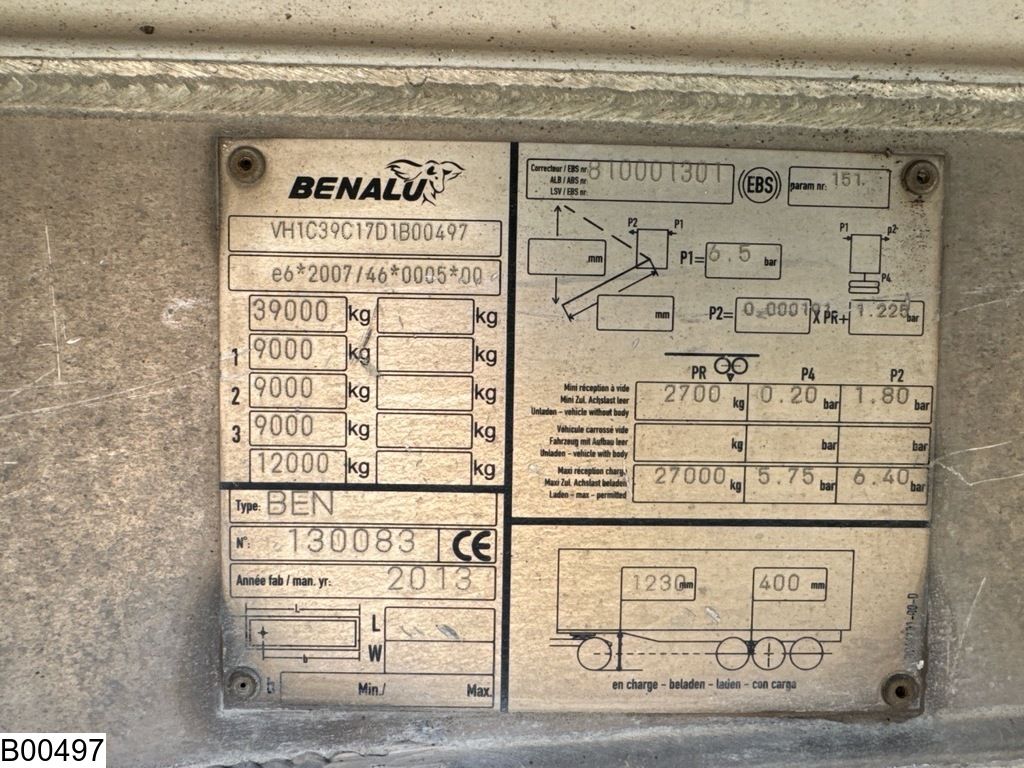 BENALU
VH1C39C17D1B00497
e6*2007/46*0005*00
39000 kg kg
1 9000 kg kg
2 9000 kg kg
3 9000 kg kg
12000 kg kg
Type: BEN
N°: 130083 CE
Année fab / man. yr: 2013
L
L
W
b
b Min./ Max.
Correcteur / EBS nr
ALB / ABS nr
LSV / EBS nr
810001301
EBS
param nr: 151.
P2 P1
mm
P1= 6.5 bar
P1 p2
P4
mm
P2= X PR+ 1.225 bar
PR P4 P2
Mini réception à vide
Mini Zul. Achslast leer
Unladen - vehicle without body
2700 kg 0.20 bar 1.80 bar
Véhicule carrossé vide
Fahrzeug mit Aufbau leer
Unladen - vehicle with body
kg bar bar
Maxi réception charg.
Maxi Zul. Achslast beladen
Laden - max - permitted
27000 kg 5.75 bar 6.40 bar
1230 mm 400 mm
en charge - beladen - laden - con carga
B00497